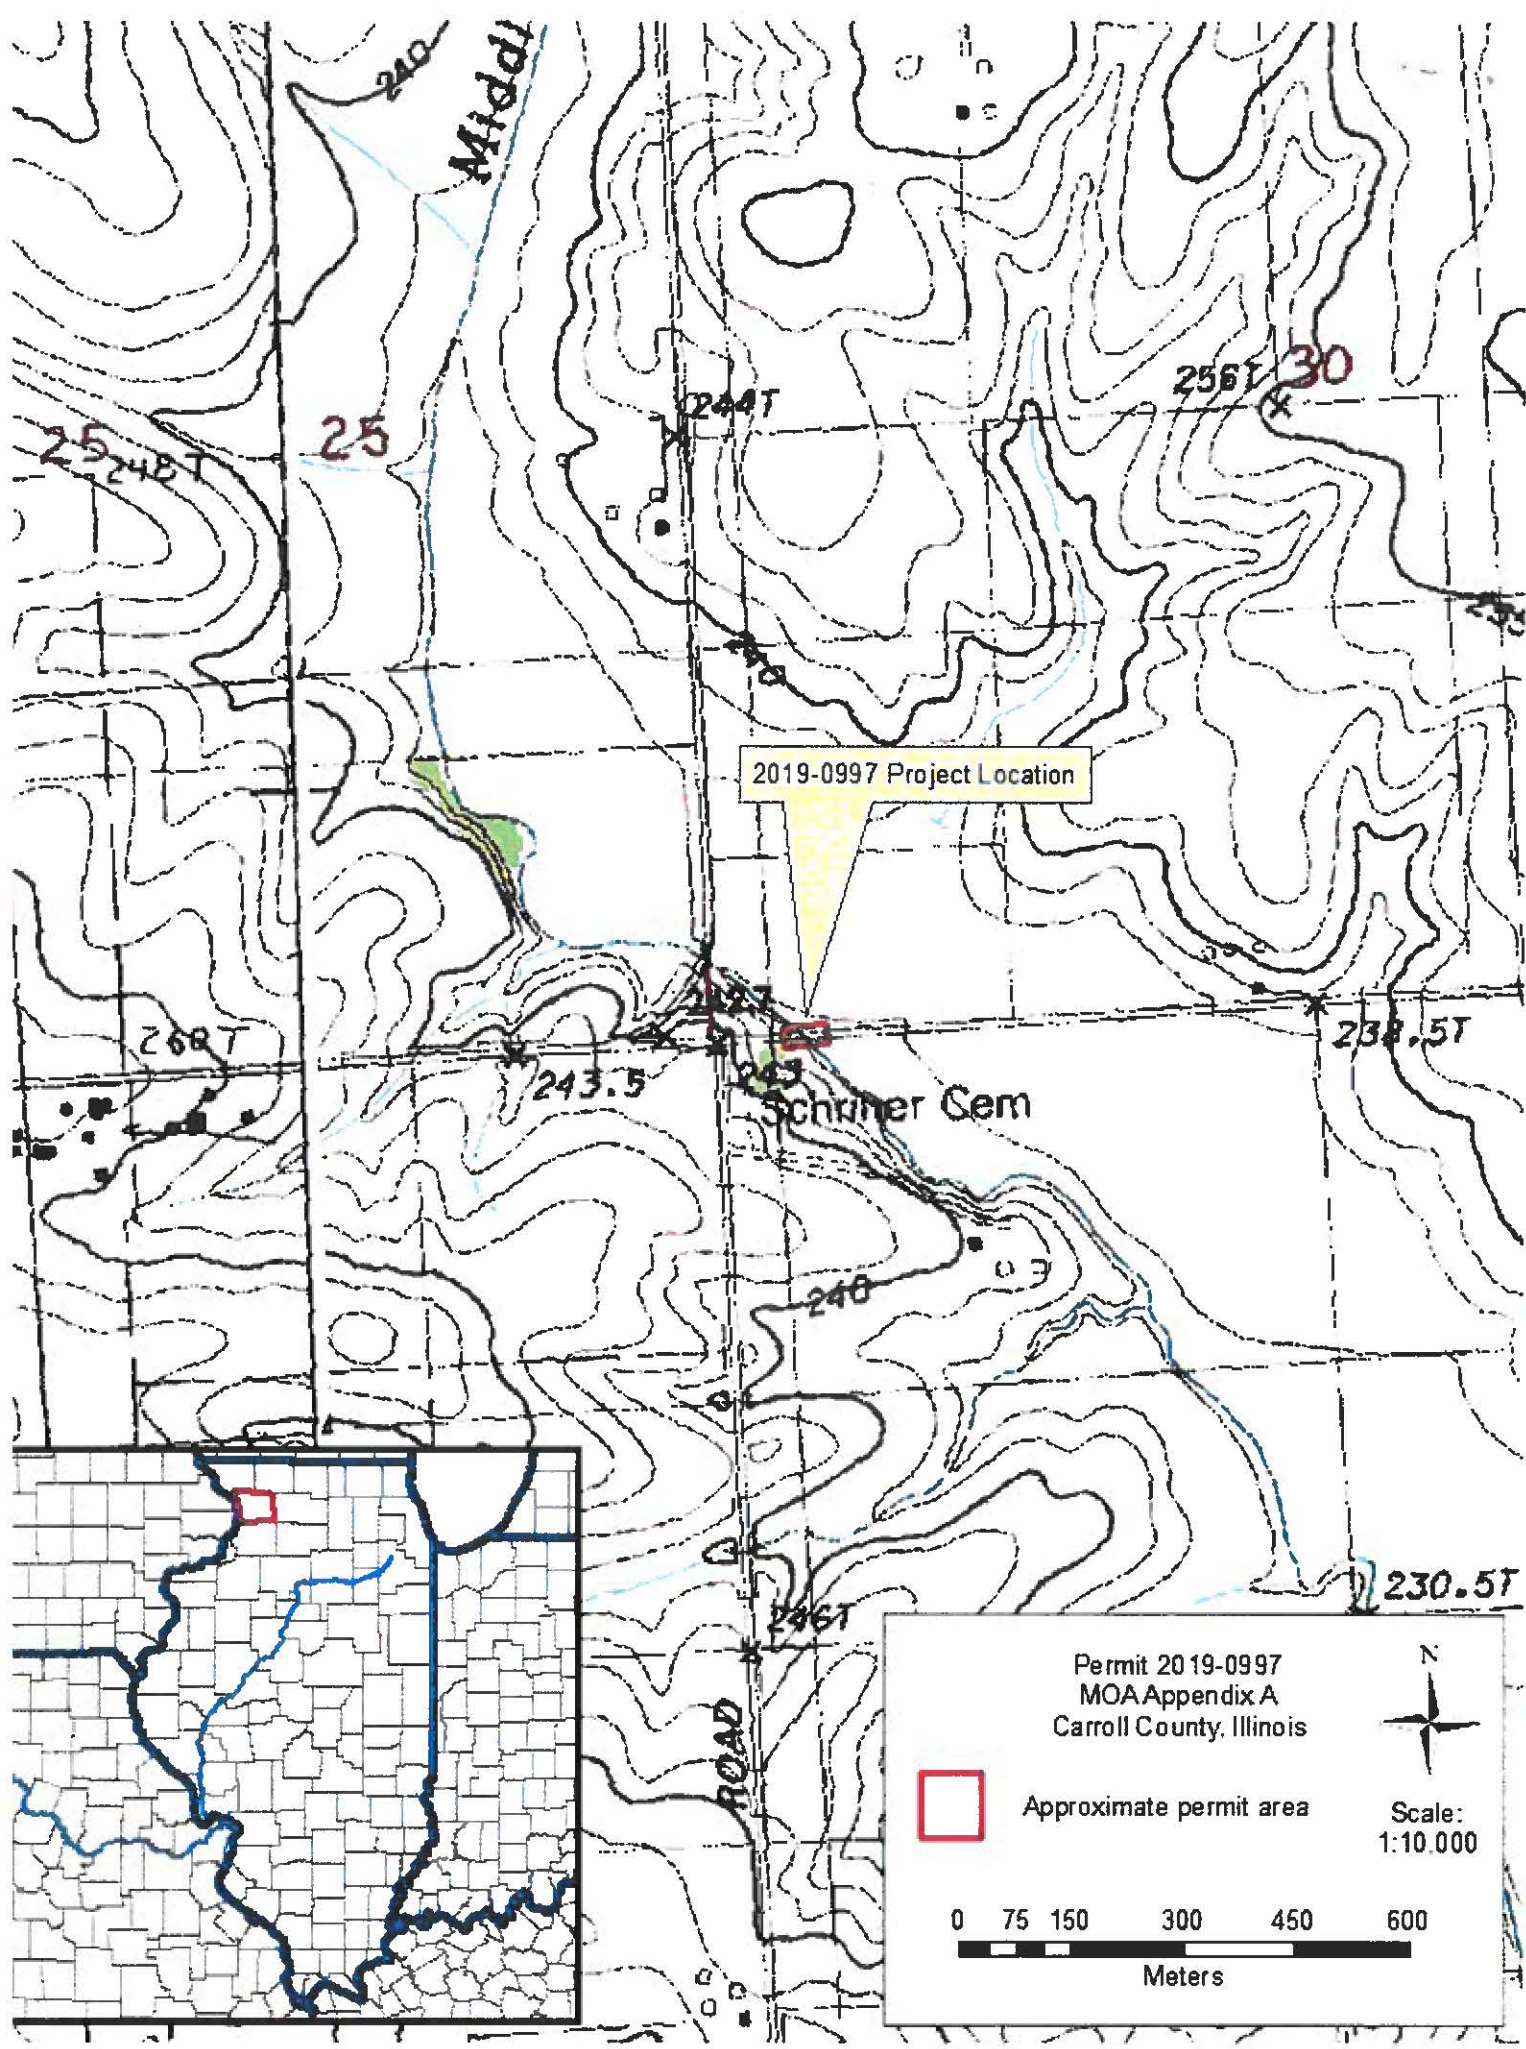 240
Middl
256T
30
244T
25
25
248T
240
2019-0997 Project Location
260T
238.5T
243.5
243
Schriner Cem
240
230.5T
246T
ROAD
Permit 2019-0997
MOA Appendix A
Carroll County, Illinois
N
Approximate permit area
Scale:
1:10,000
0 75 150 300 450 600
Meters